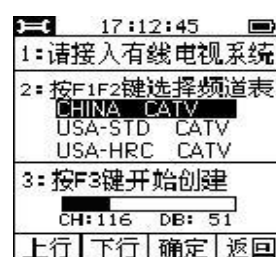 17:12:45
1:请接入有线电视系统
2:按F1F2键选择频道表
CHINA CATV
USA-STD CATV
USA-HRC CATV
3:按F3键开始创建
CH:116 DB: 51
上行 下行 确定 返回